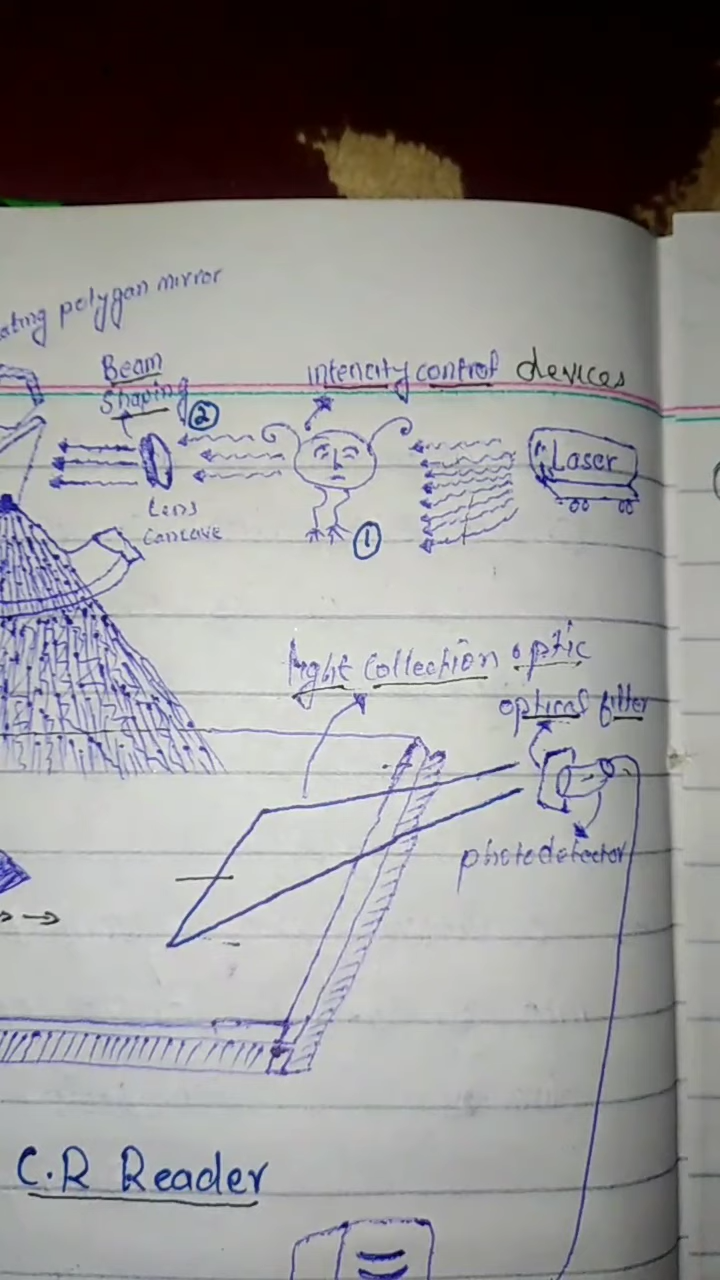 ating polygan mirror
Beam
Shaping
②
intencity control devices
Laser
Lens
Concave
①
light collection optic
optical filter
photodetector
C.R Reader